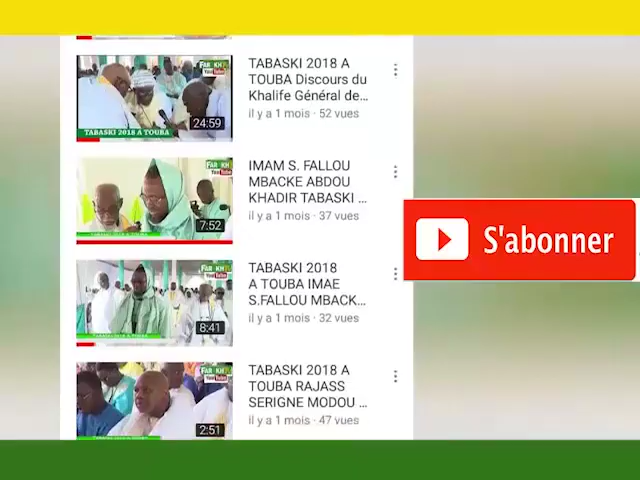 TABASKI 2018 A
TOUBA Discours du
Khalife Général de...
il y a 1 mois · 52 vues
24:59
TABASKI 2018 A TOUBA
IMAM S. FALLOU
MBACKE ABDOU
KHADIR TABASKI ...
il y a 1 mois · 37 vues
7:52
S'abonner
TABASKI 2018
A TOUBA IMAE
S.FALLOU MBACK...
il y a 1 mois · 32 vues
8:41
TABASKI 2018 A
TOUBA RAJASS
SERIGNE MODOU ...
il y a 1 mois · 47 vues
2:51